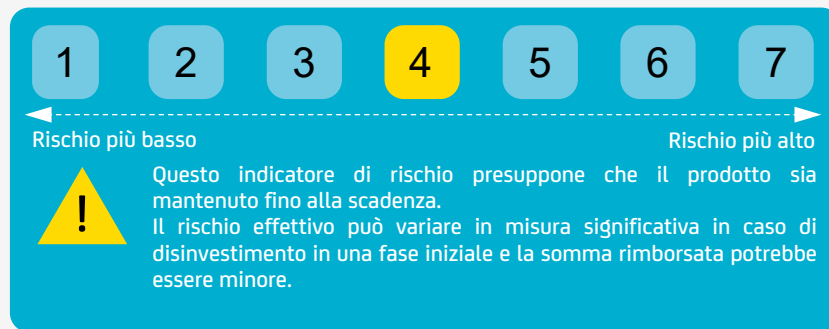 1 2 3 4 5 6 7
Rischio più basso Rischio più alto
!
Questo indicatore di rischio presuppone che il prodotto sia
mantenuto fino alla scadenza.
Il rischio effettivo può variare in misura significativa in caso di
disinvestimento in una fase iniziale e la somma rimborsata potrebbe
essere minore.